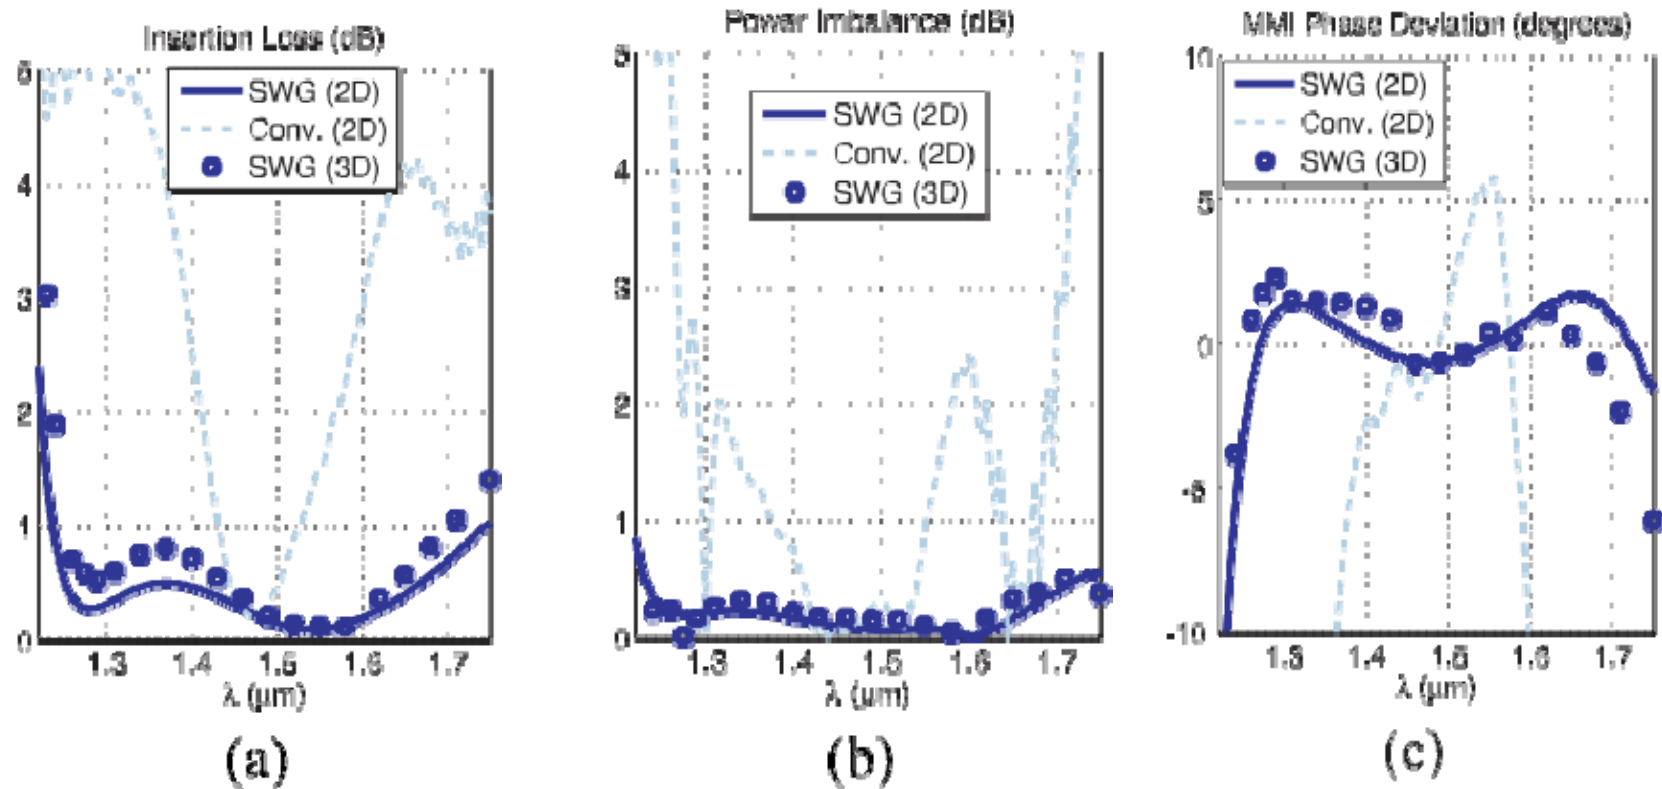 Insertion Loss (dB)
SWG (2D)
Conv. (2D)
SWG (3D)
5
4
3
2
1
0
1.3 1.4 1.5 1.6 1.7
λ (μm)
(a)
Power Imbalance (dB)
SWG (2D)
Conv. (2D)
SWG (3D)
5
4
3
2
1
0
1.3 1.4 1.5 1.6 1.7
λ (μm)
(b)
MMI Phase Deviation (degrees)
SWG (2D)
Conv. (2D)
SWG (3D)
10
5
0
-5
-10
1.3 1.4 1.5 1.6 1.7
λ (μm)
(c)